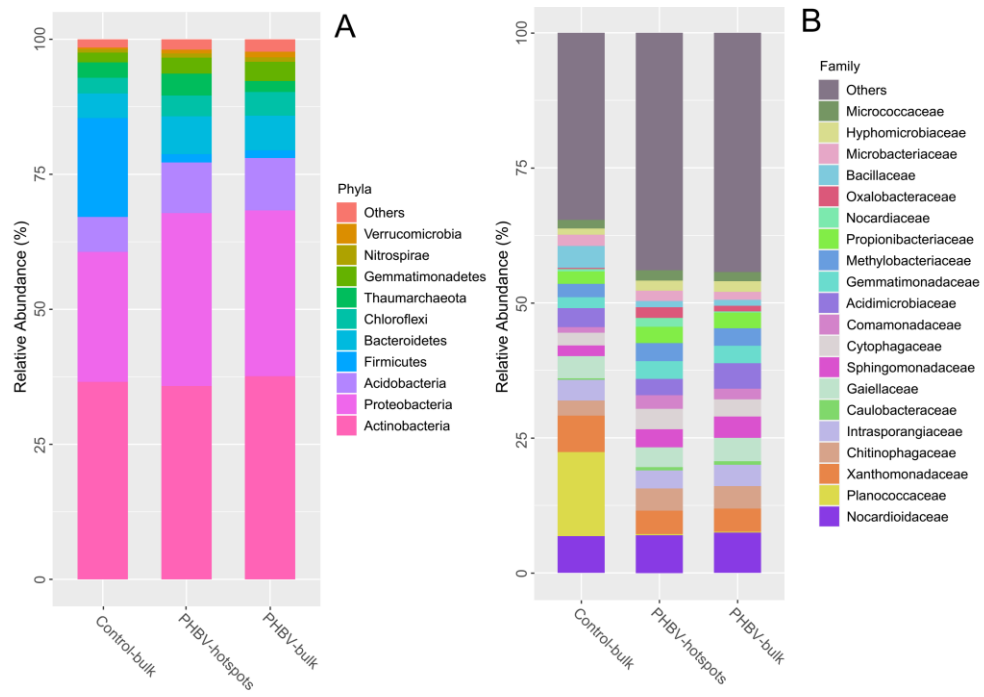 A
Relative Abundance (%)
100
75
50
25
0
Control-bulk
PHBV-hotspots
PHBV-bulk
Phyla
Others
Verrucomicrobia
Nitrospirae
Gemmatimonadetes
Thaumarchaeota
Chloroflexi
Bacteroidetes
Firmicutes
Acidobacteria
Proteobacteria
Actinobacteria
B
Relative Abundance (%)
100
75
50
25
0
Control-bulk
PHBV-hotspots
PHBV-bulk
Family
Others
Micrococcaceae
Hyphomicrobiaceae
Microbacteriaceae
Bacillaceae
Oxalobacteraceae
Nocardiaceae
Propionibacteriaceae
Methylobacteriaceae
Gemmatimonadaceae
Acidimicrobiaceae
Comamonadaceae
Cytophagaceae
Sphingomonadaceae
Gaiellaceae
Caulobacteraceae
Intrasporangiaceae
Chitinophagaceae
Xanthomonadaceae
Planococcaceae
Nocardioidaceae